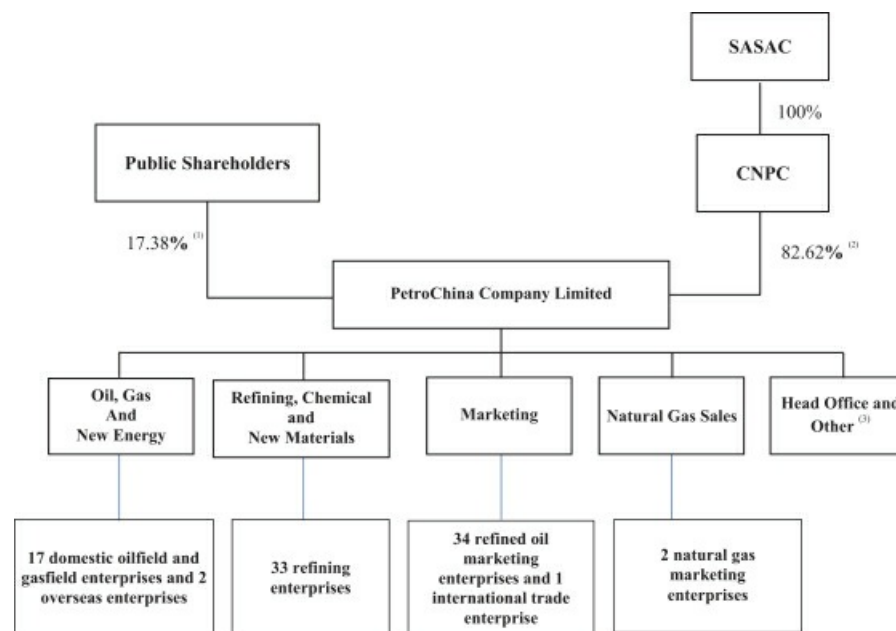 SASAC
100%
Public Shareholders
CNPC
17.38% (1)
82.62% (2)
PetroChina Company Limited
Oil, Gas
And
New Energy
Refining, Chemical
and
New Materials
Marketing
Natural Gas Sales
Head Office and
Other (3)
17 domestic oilfield and
gasfield enterprises and 2
overseas enterprises
33 refining
enterprises
34 refined oil
marketing
enterprises and 1
international trade
enterprise
2 natural gas
marketing
enterprises